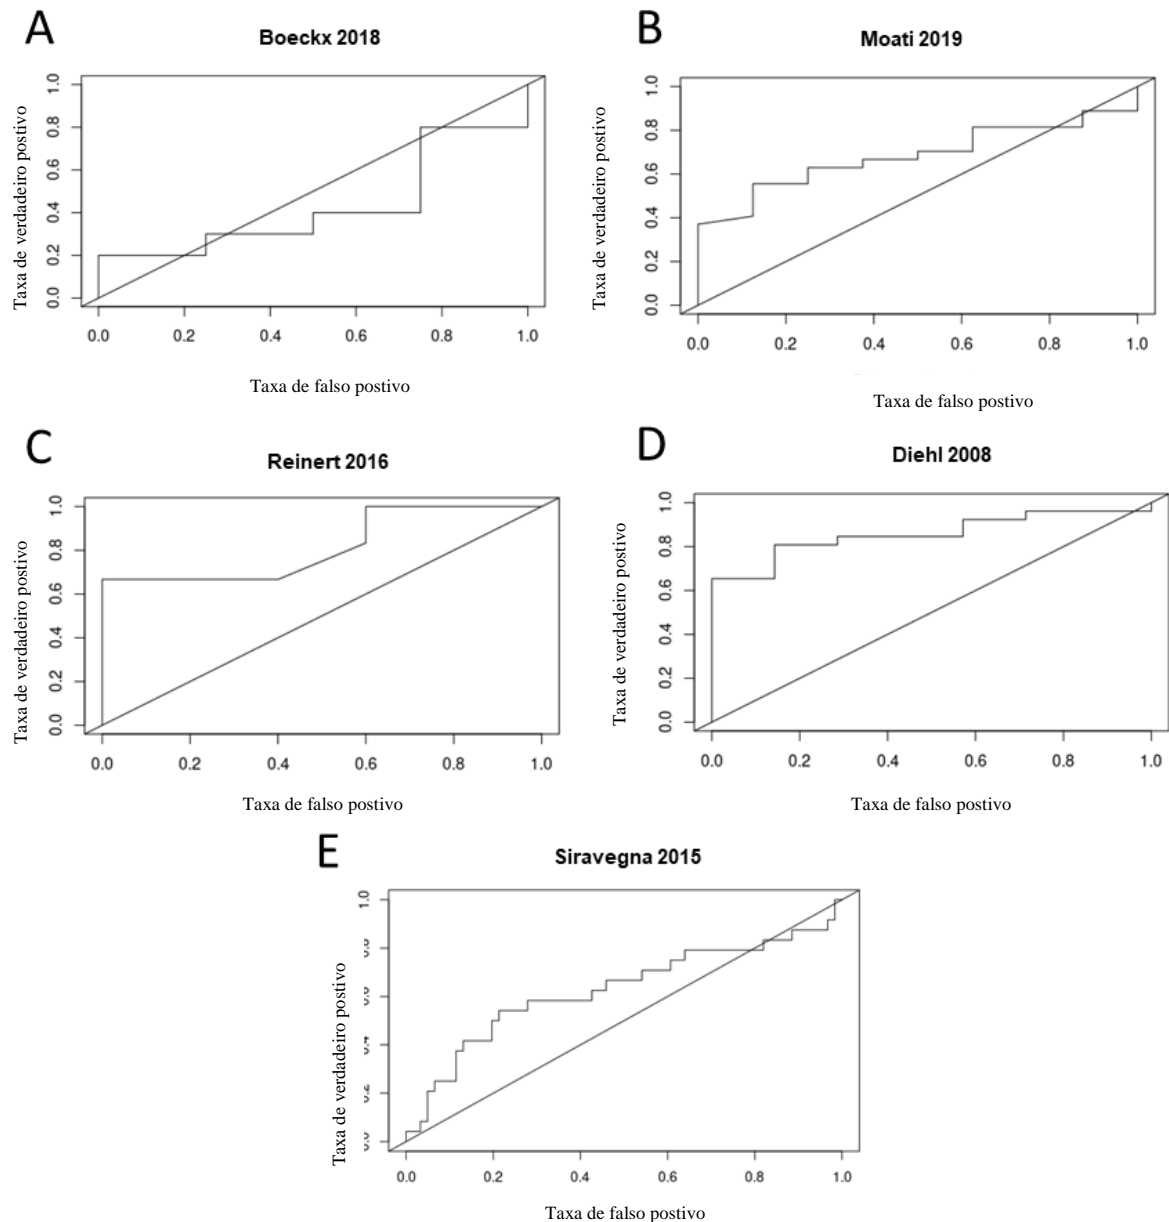 A
Boeckx 2018
Taxa de verdadeiro postivo
1.0
0.8
0.6
0.4
0.2
0.0
0.0 0.2 0.4 0.6 0.8 1.0
Taxa de falso postivo
B
Moati 2019
Taxa de verdadeiro postivo
1.0
0.8
0.6
0.4
0.2
0.0
0.0 0.2 0.4 0.6 0.8 1.0
Taxa de falso postivo
C
Reinert 2016
Taxa de verdadeiro postivo
1.0
0.8
0.6
0.4
0.2
0.0
0.0 0.2 0.4 0.6 0.8 1.0
Taxa de falso postivo
D
Diehl 2008
Taxa de verdadeiro postivo
1.0
0.8
0.6
0.4
0.2
0.0
0.0 0.2 0.4 0.6 0.8 1.0
Taxa de falso postivo
E
Siravegna 2015
Taxa de verdadeiro postivo
1.0
0.0 0.2 0.4 0.6 0.8 1.0
Taxa de falso postivo